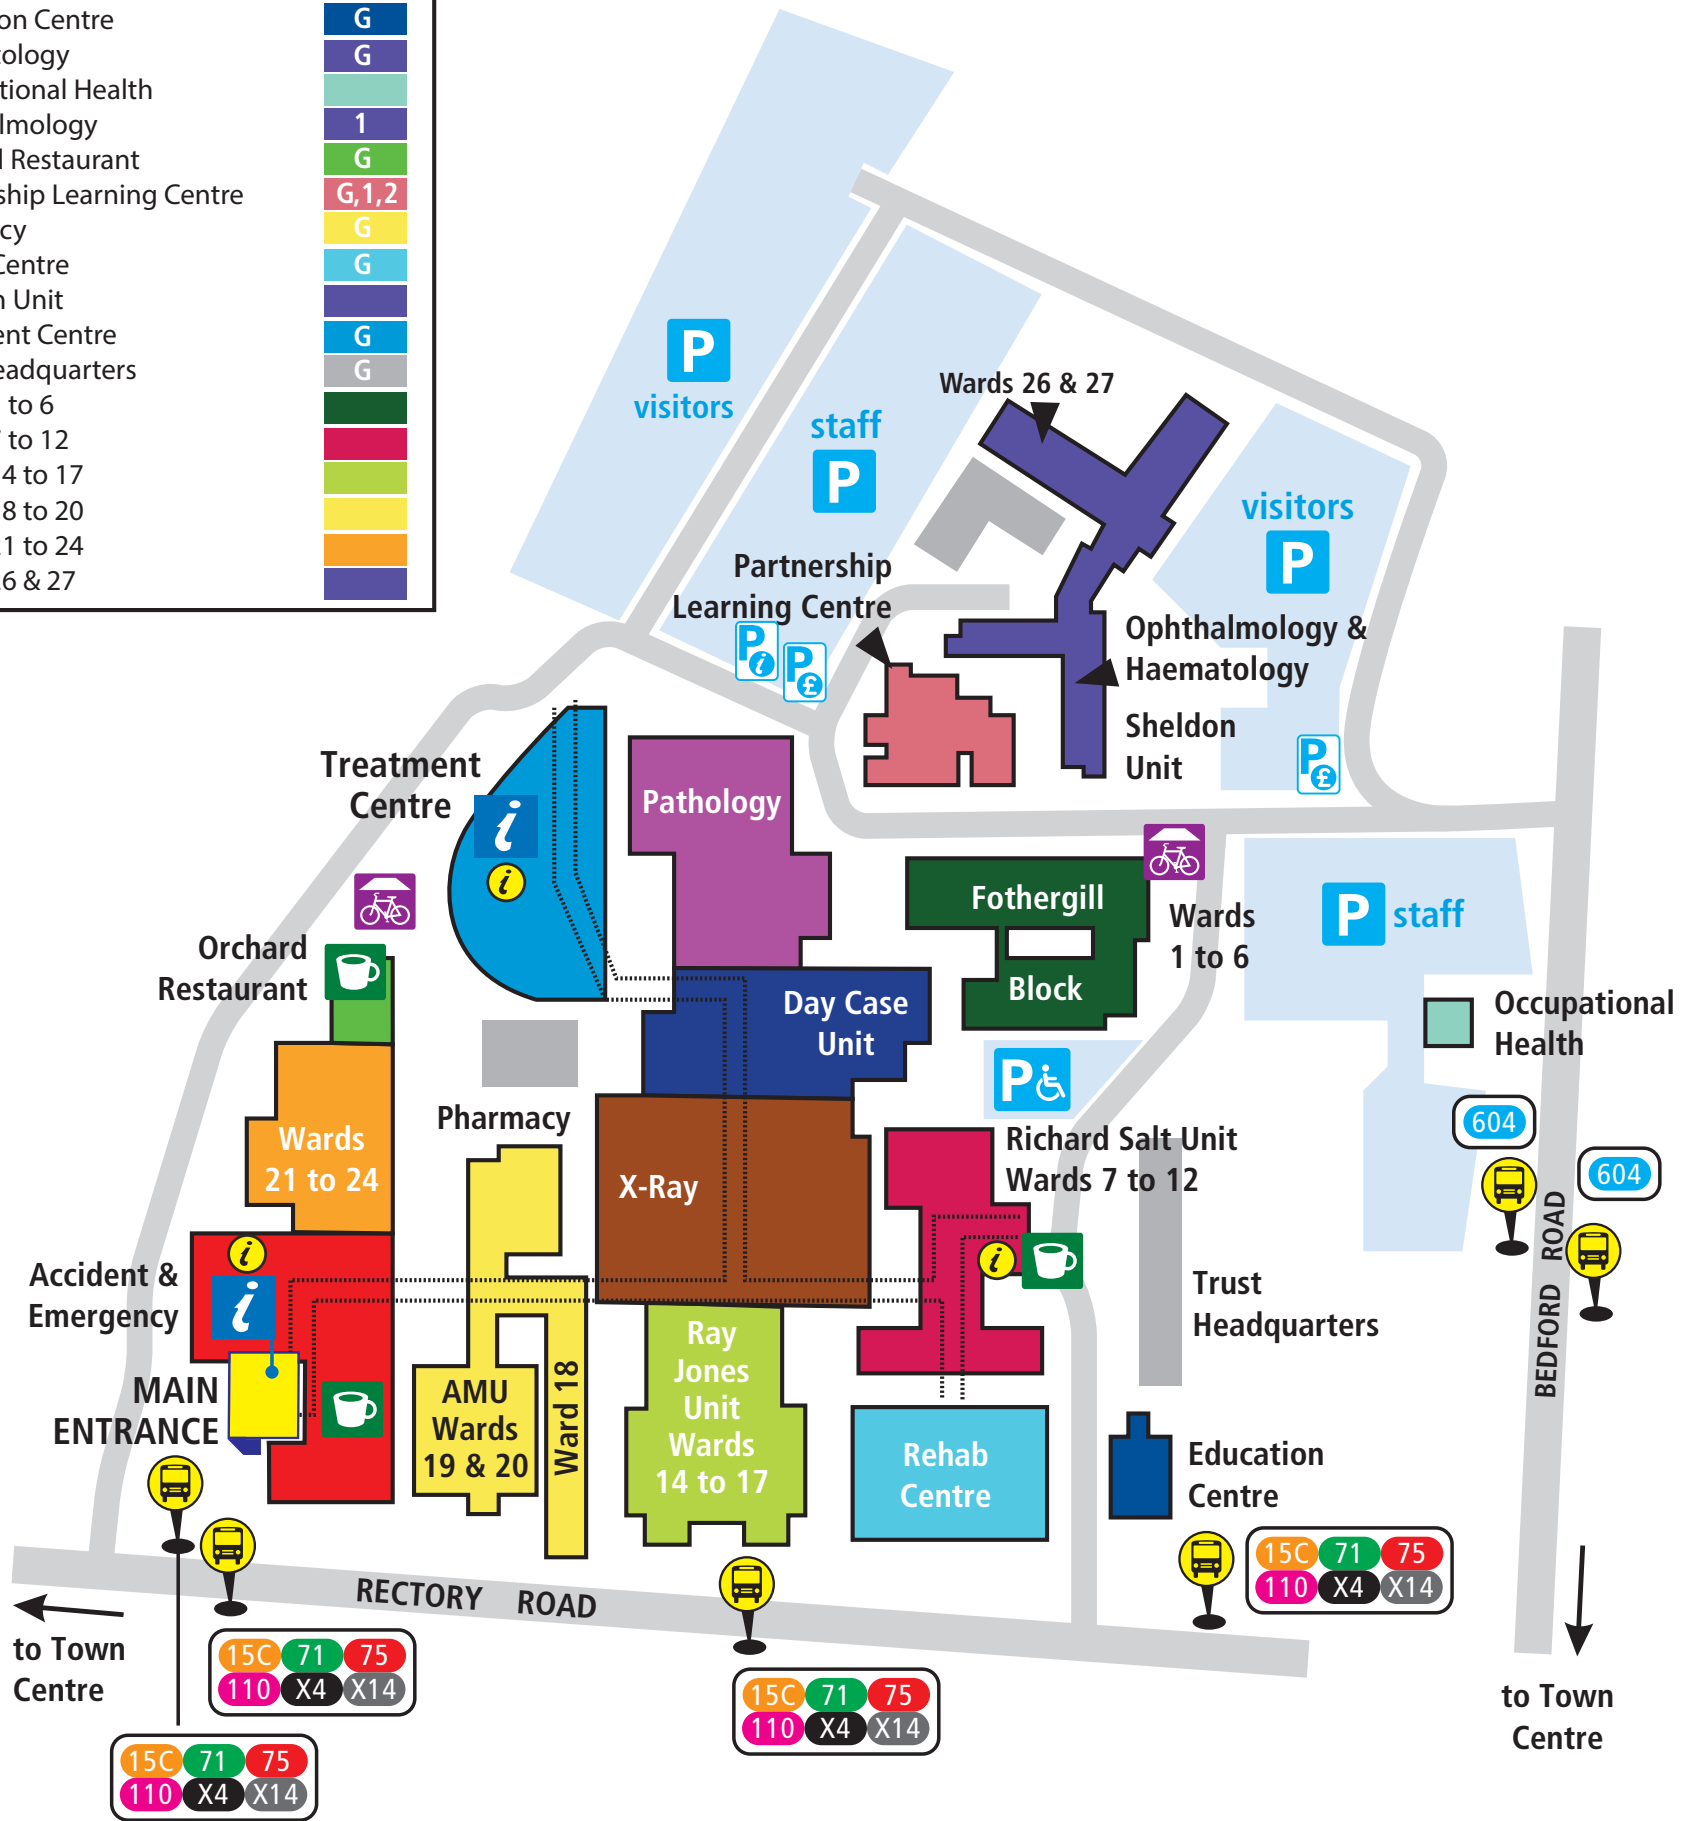 on Centre G
tology G
tional Health
lmology 1
l Restaurant G
ship Learning Centre G,1,2
cy G
Centre G
n Unit
ent Centre G
eadquarters G
to 6
to 12
4 to 17
8 to 20
1 to 24
6 & 27
P
visitors
Wards 26 & 27
staff
P
visitors
P
Partnership
Learning Centre
P i
P £
Ophthalmology &
Haematology
Sheldon
Unit
P £
Treatment
Centre
i
i
Pathology
Fothergill
Block
Wards
1 to 6
P staff
Orchard
Restaurant
Day Case
Unit
Occupational
Health
P
Pharmacy
604
604
Wards
21 to 24
X-Ray
Richard Salt Unit
Wards 7 to 12
i
i
i
Accident &
Emergency
Trust
Headquarters
BEDFORD ROAD
MAIN
ENTRANCE
AMU
Wards
19 & 20
Ward 18
Ray
Jones
Unit
Wards
14 to 17
Rehab
Centre
Education
Centre
15C 71 75
110 X4 X14
RECTORY ROAD
to Town
Centre
15C 71 75
110 X4 X14
15C 71 75
110 X4 X14
to Town
Centre
15C 71 75
110 X4 X14